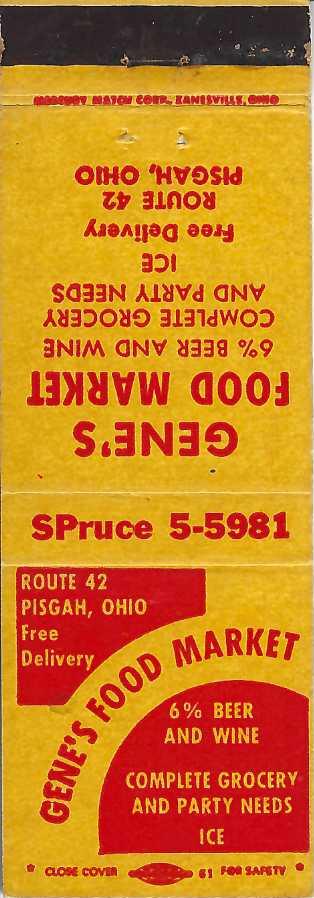 MERCURY MATCH CORP., ZANESVILLE, OHIO
GENE'S
FOOD MARKET
6% BEER AND WINE
COMPLETE GROCERY
AND PARTY NEEDS
ICE
Free Delivery
ROUTE 42
PISGAH, OHIO
SPruce 5-5981
ROUTE 42
PISGAH, OHIO
Free
Delivery
GENE'S FOOD MARKET
6% BEER
AND WINE
COMPLETE GROCERY
AND PARTY NEEDS
ICE
* CLOSE COVER 61 FOR SAFETY *